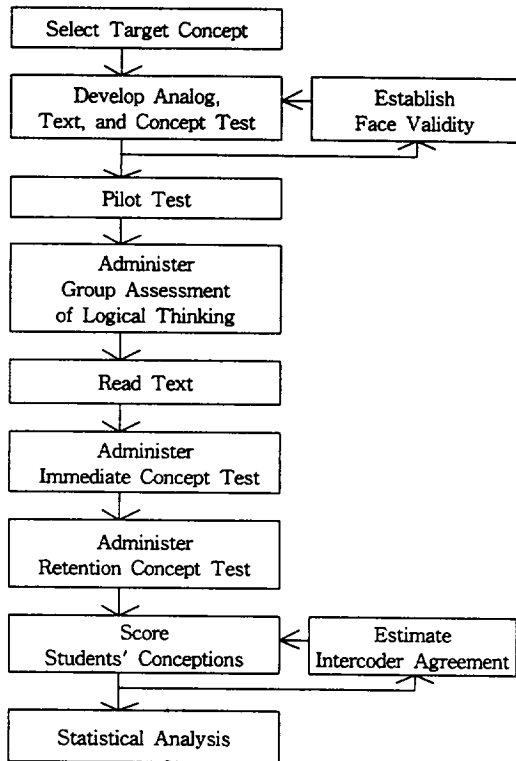 Select Target Concept
Develop Analog,
Text, and Concept Test
Establish
Face Validity
Pilot Test
Administer
Group Assessment
of Logical Thinking
Read Text
Administer
Immediate Concept Test
Administer
Retention Concept Test
Score
Students' Conceptions
Estimate
Intercoder Agreement
Statistical Analysis